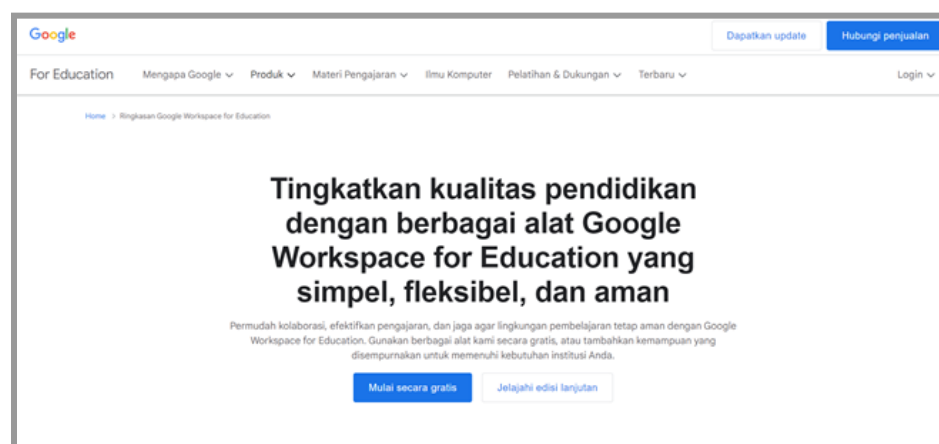 Google
Dapatkan update
Hubungi penjualan
For Education
Mengapa Google
Produk
Materi Pengajaran
Ilmu Komputer
Pelatihan & Dukungan
Terbaru
Login
Home > Ringkasan Google Workspace for Education
Tingkatkan kualitas pendidikan
dengan berbagai alat Google
Workspace for Education yang
simpel, fleksibel, dan aman
Permudah kolaborasi, efektifkan pengajaran, dan jaga agar lingkungan pembelajaran tetap aman dengan Google
Workspace for Education. Gunakan berbagai alat kami secara gratis, atau tambahkan kemampuan yang
disempurnakan untuk memenuhi kebutuhan institusi Anda.
Mulai secara gratis
Jelajahi edisi lanjutan